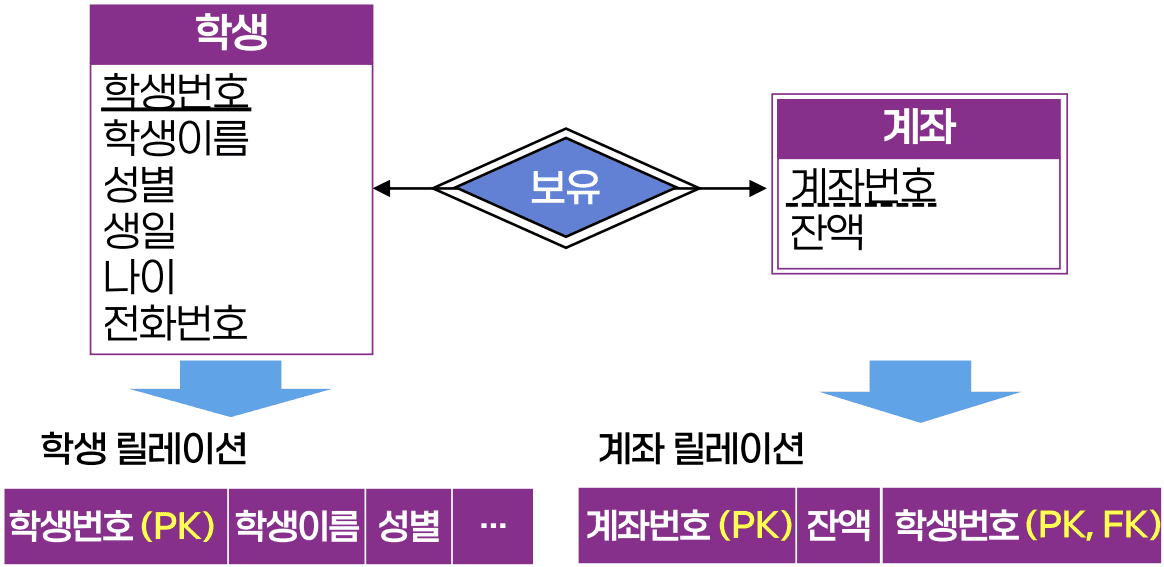 학생
학생번호
학생이름
성별
생일
나이
전화번호
보유
계좌
계좌번호
잔액
학생 릴레이션
학생번호 (PK) 학생이름 성별 ...
계좌 릴레이션
계좌번호 (PK) 잔액 학생번호 (PK, FK)